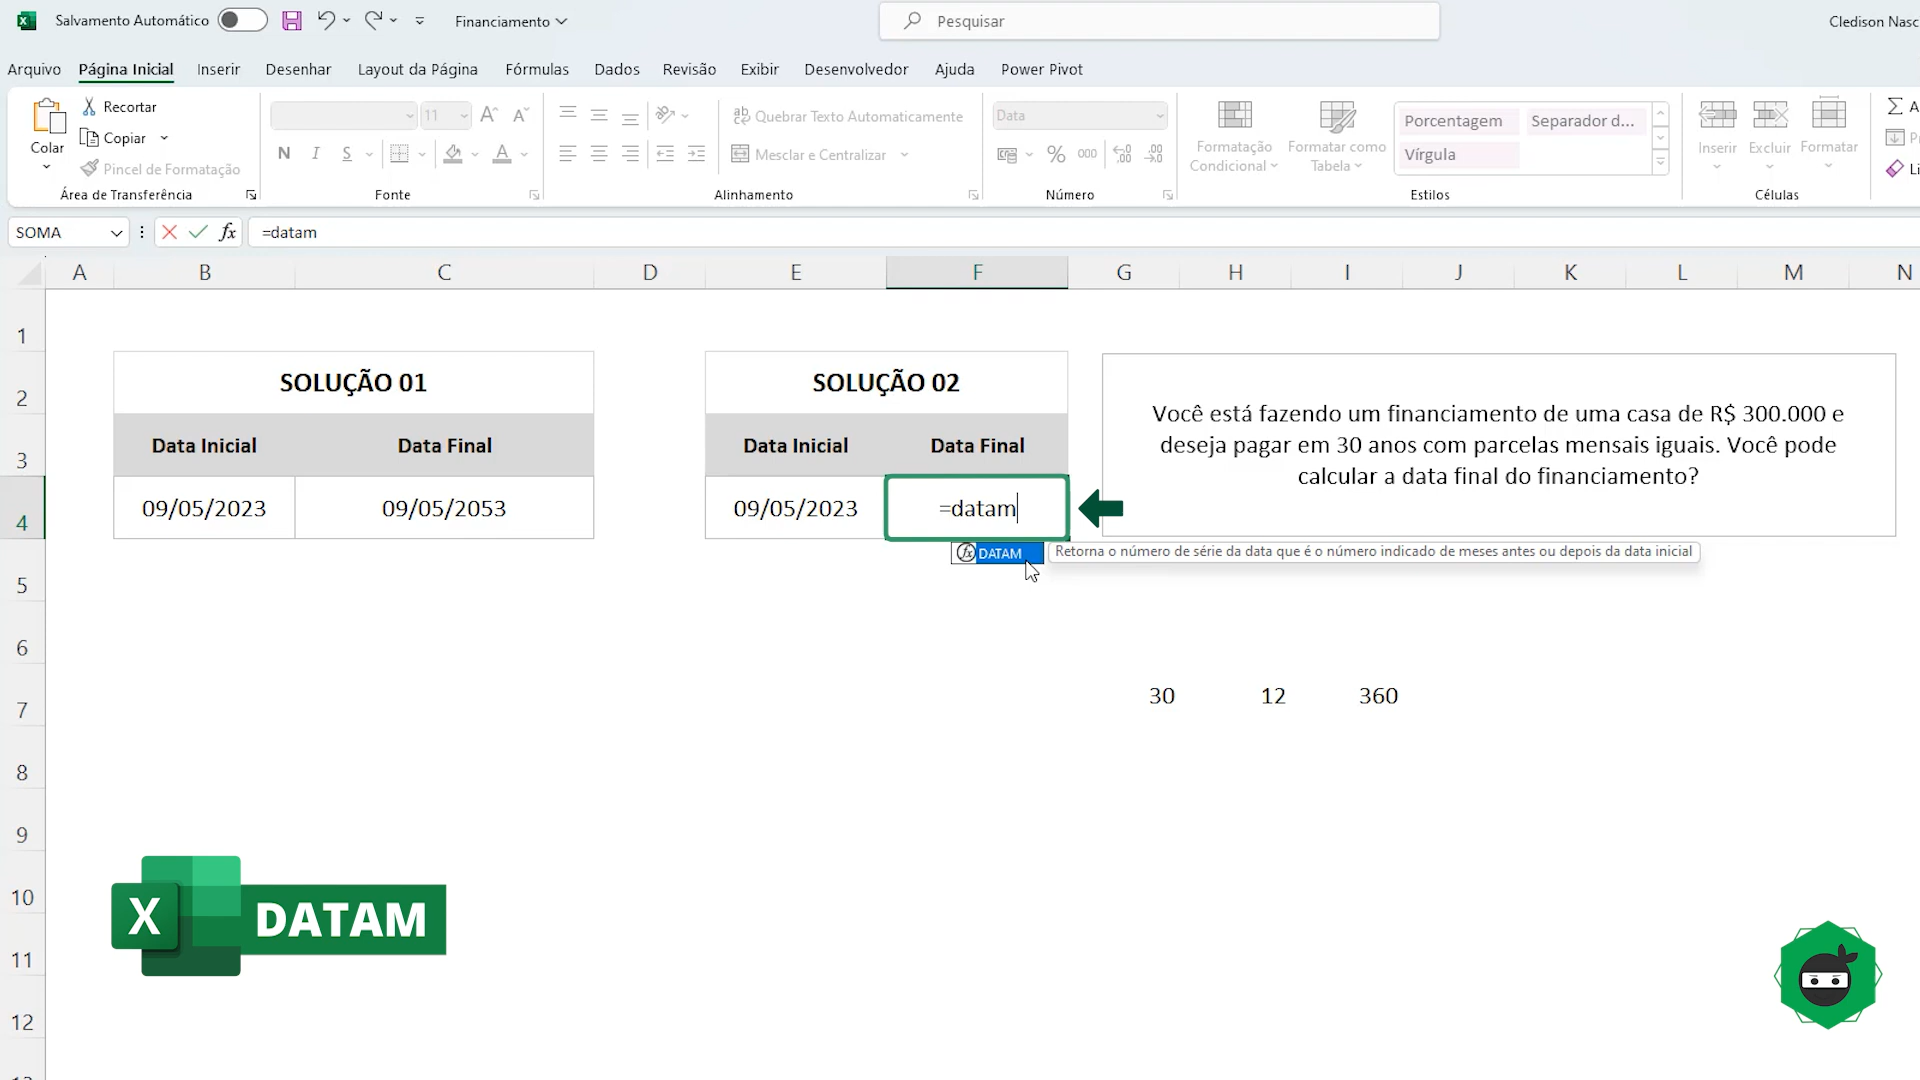 Salvamento Automático
Financiamento
Pesquisar
Cledison Nasc
Arquivo Página Inicial Inserir Desenhar Layout da Página Fórmulas Dados Revisão Exibir Desenvolvedor Ajuda Power Pivot
Colar
Recortar
Copiar
Pincel de Formatação
Área de Transferência
11
N I S
Fonte
Quebrar Texto Automaticamente
Mesclar e Centralizar
Alinhamento
Data
% 000
Número
Formatação Condicional
Formatar como Tabela
Porcentagem
Separador d...
Vírgula
Estilos
Inserir
Excluir
Formatar
Células
SOMA
fx
=datam
A B C D E F G H I J K L M N
1
2
3
4
5
6
7
8
9
10
11
12
SOLUÇÃO 01
Data Inicial Data Final
09/05/2023 09/05/2053
SOLUÇÃO 02
Data Inicial Data Final
09/05/2023 =datam
Você está fazendo um financiamento de uma casa de R$ 300.000 e
deseja pagar em 30 anos com parcelas mensais iguais. Você pode
calcular a data final do financiamento?
DATAM
Retorna o número de série da data que é o número indicado de meses antes ou depois da data inicial
30 12 360
X
DATAM